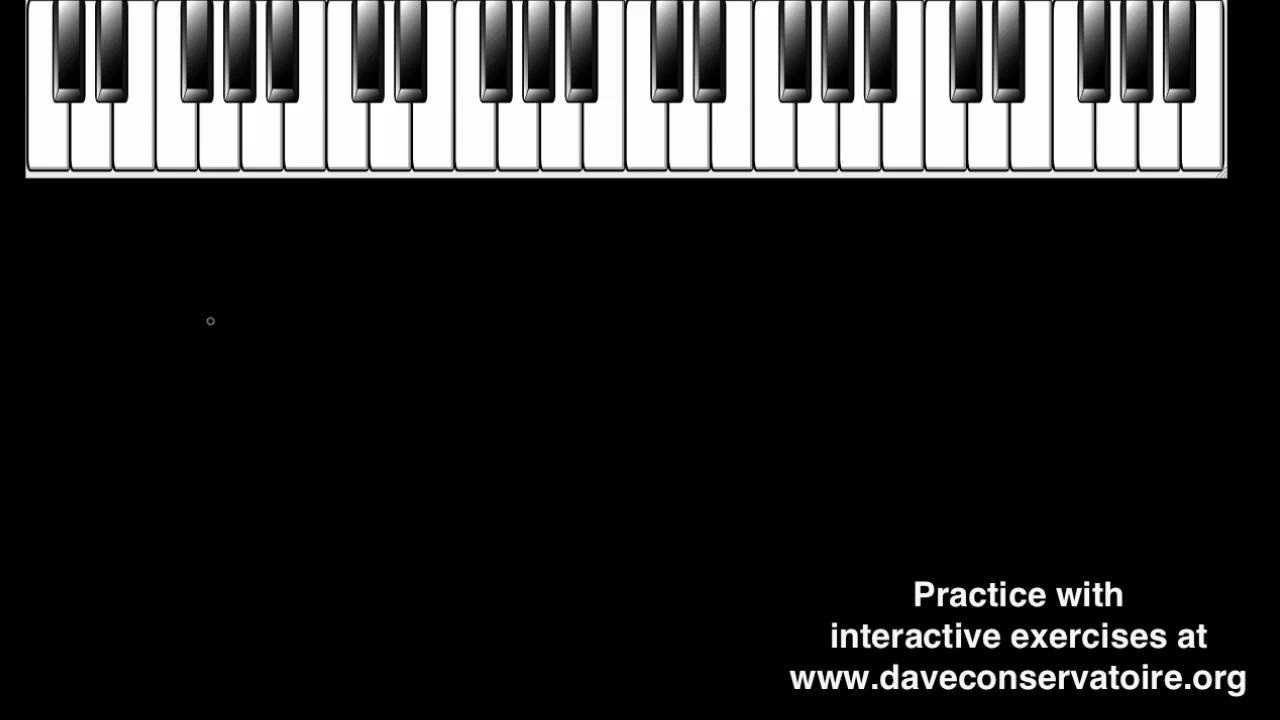 Practice with
interactive exercises at
www.daveconservatoire.org